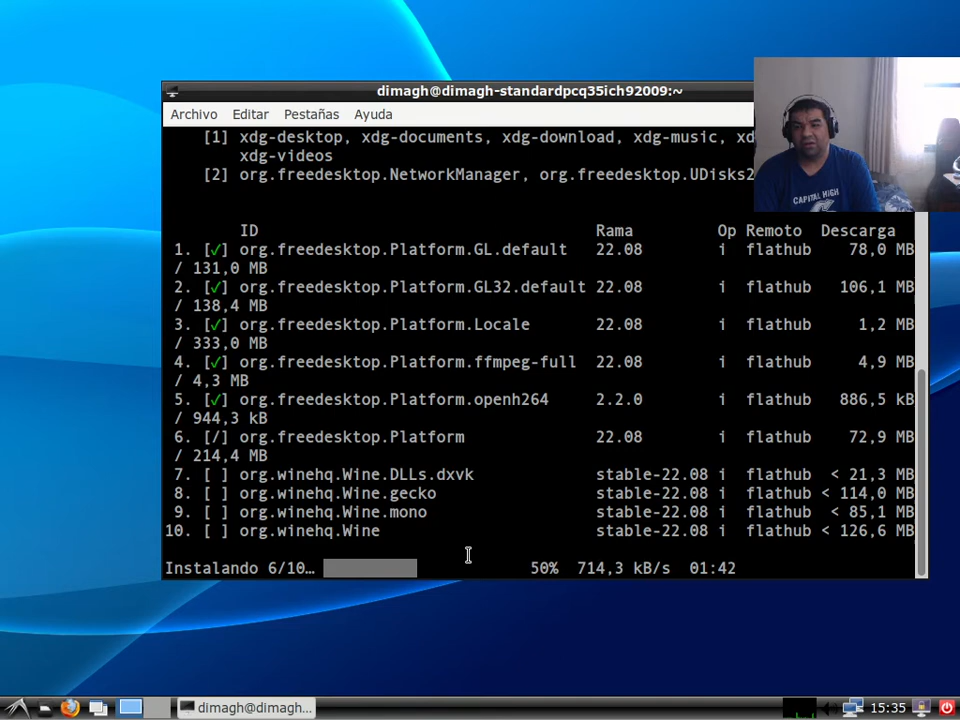 dimagh@dimagh-standardpcq35ich92009:~
Archivo Editar Pestañas Ayuda
[1] xdg-desktop, xdg-documents, xdg-download, xdg-music,
xdg-videos
[2] org.freedesktop.NetworkManager, org.freedesktop.UDisks2
CAPITAL HIGH
ID Rama Op Remoto Descarga
1. [✓] org.freedesktop.Platform.GL.default 22.08 i flathub 78,0 MB
/ 131,0 MB
2. [✓] org.freedesktop.Platform.GL32.default 22.08 i flathub 106,1 MB
/ 138,4 MB
3. [✓] org.freedesktop.Platform.Locale 22.08 i flathub 1,2 MB
/ 333,0 MB
4. [✓] org.freedesktop.Platform.ffmpeg-full 22.08 i flathub 4,9 MB
/ 4,3 MB
5. [✓] org.freedesktop.Platform.openh264 2.2.0 i flathub 886,5 kB
/ 944,3 kB
6. [/] org.freedesktop.Platform 22.08 i flathub 72,9 MB
/ 214,4 MB
7. [ ] org.winehq.Wine.DLLs.dxvk stable-22.08 i flathub < 21,3 MB
8. [ ] org.winehq.Wine.gecko stable-22.08 i flathub < 114,0 MB
9. [ ] org.winehq.Wine.mono stable-22.08 i flathub < 85,1 MB
10. [ ] org.winehq.Wine stable-22.08 i flathub < 126,6 MB
Instalando 6/10… 50% 714,3 kB/s 01:42
dimagh@dimagh...
15:35